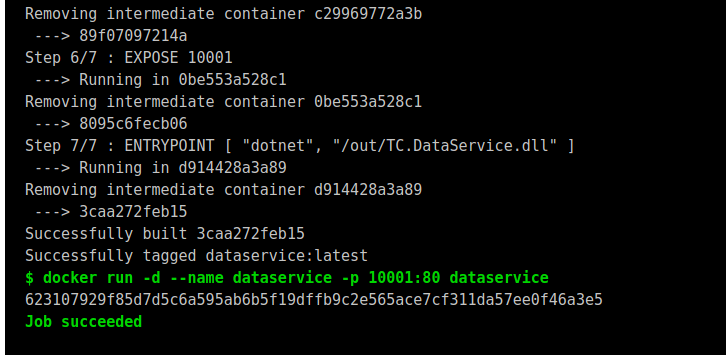 Removing intermediate container c29969772a3b
 ---> 89f07097214a
Step 6/7 : EXPOSE 10001
 ---> Running in 0be553a528c1
Removing intermediate container 0be553a528c1
 ---> 8095c6fecb06
Step 7/7 : ENTRYPOINT [ "dotnet", "/out/TC.DataService.dll" ]
 ---> Running in d914428a3a89
Removing intermediate container d914428a3a89
 ---> 3caa272feb15
Successfully built 3caa272feb15
Successfully tagged dataservice:latest
$ docker run -d --name dataservice -p 10001:80 dataservice
623107929f85d7d5c6a595ab6b5f19dffb9c2e565ace7cf311da57ee0f46a3e5
Job succeeded